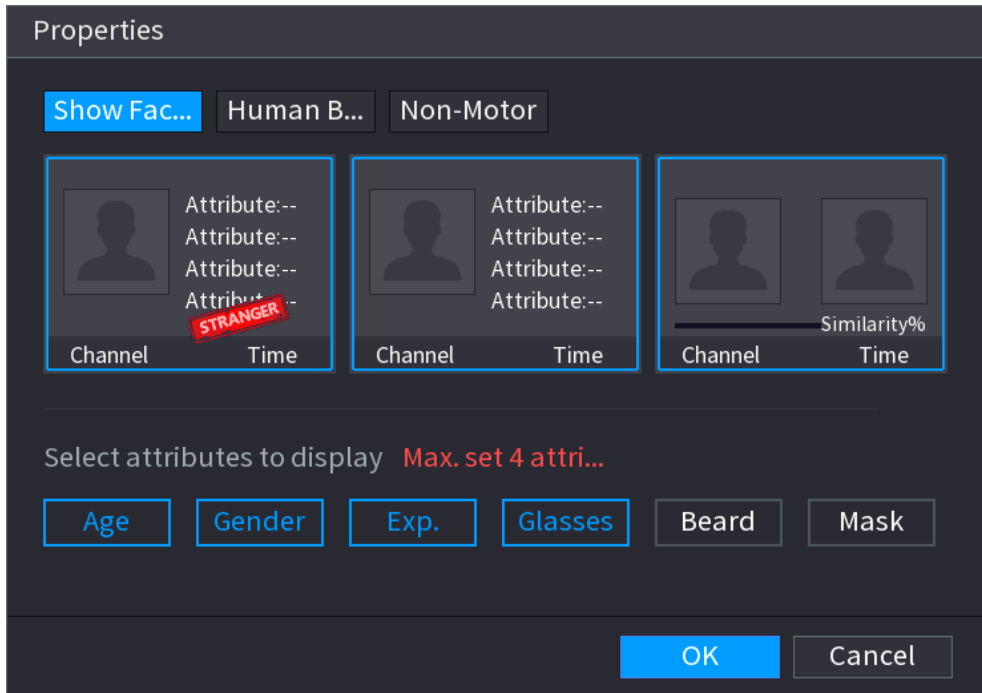 Properties
Show Fac... Human B... Non-Motor
Attribute:-- Attribute:--
Attribute:-- Attribute:--
Attribute:-- Attribute:--
Attribut --  Attribute:--
STRANGER
Similarity%
Channel Time Channel Time Channel Time
Select attributes to display Max. set 4 attri...
Age Gender Exp. Glasses Beard Mask
OK Cancel